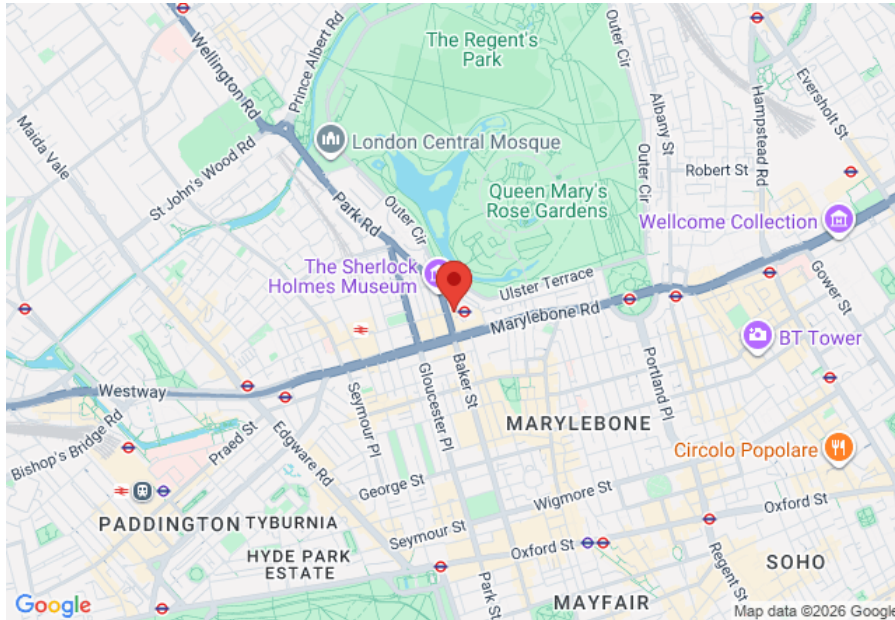 The Regent's
Park
Outer Cir
Prince Albert Rd
Wellington Rd
Eversholt St
Hampstead Rd
Albany St
Maida Vale
London Central Mosque
St John's Wood Rd
Robert St
Outer Cir
Queen Mary's
Rose Gardens
Park Rd
Outer Cir
Wellcome Collection
The Sherlock
Holmes Museum
Ulster Terrace
Gower St
Marylebone Rd
BT Tower
Westway
Baker St
Portland Pl
Gloucester Pl
Seymour Pl
Bishop's Bridge Rd
Praed St
Edgware Rd
MARYLEBONE
Circolo Popolare
George St
Wigmore St
Oxford St
PADDINGTON
TYBURNIA
Seymour St
Oxford St
HYDE PARK
ESTATE
Park St
Regent St
SOHO
MAYFAIR
Google
Map data ©2026 Google